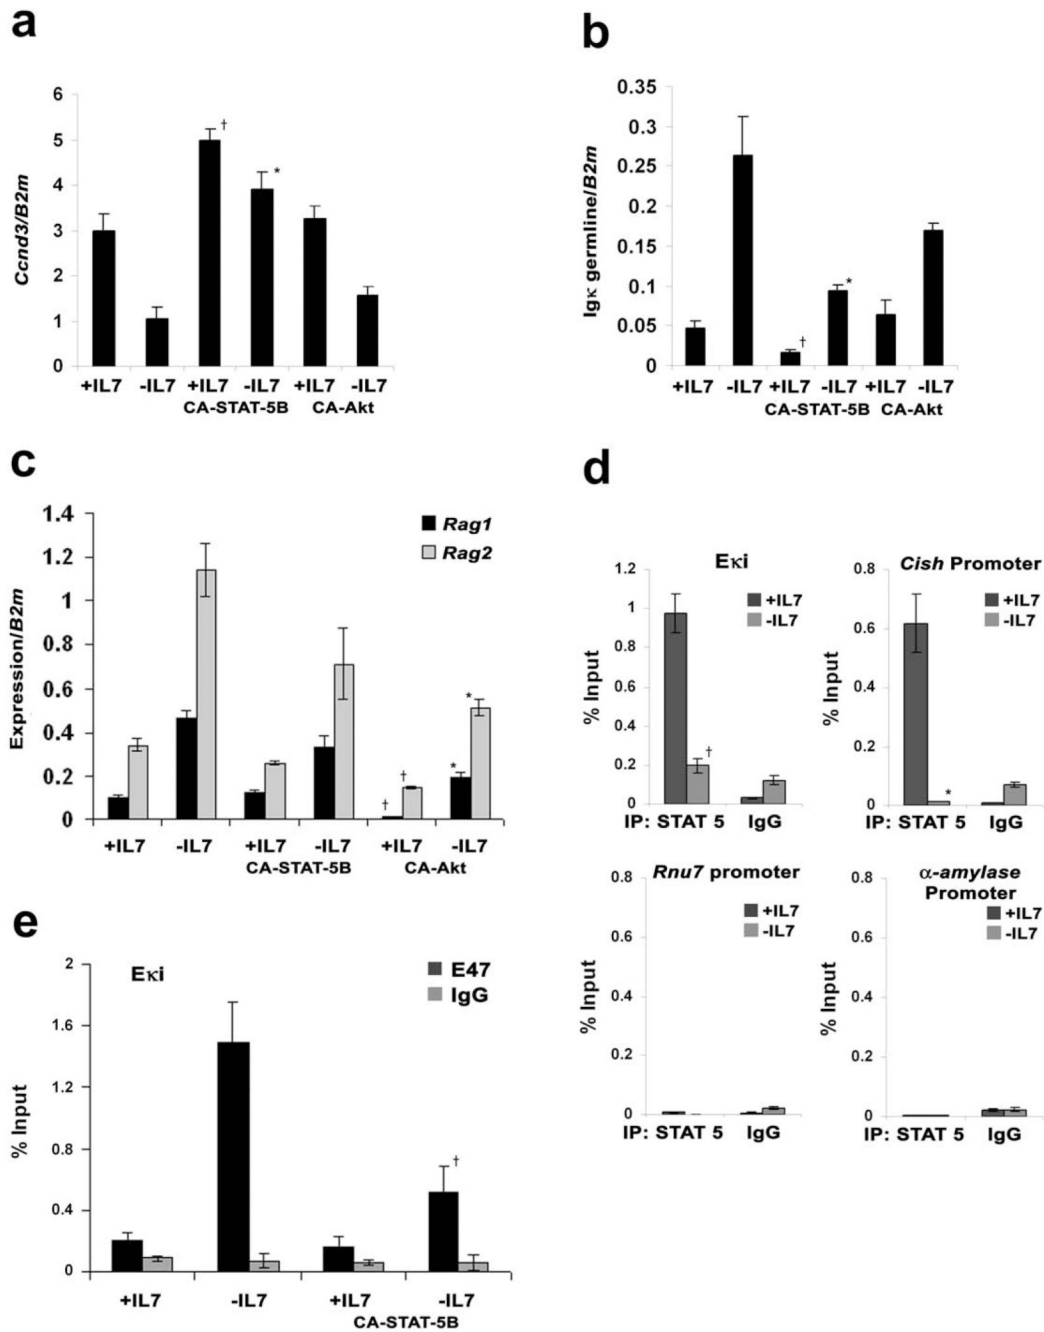 a
Ccnd3/B2m
6
5
4
3
2
1
0
†
*
+IL7 -IL7 +IL7 -IL7 +IL7 -IL7
CA-STAT-5B CA-Akt
b
Igκ germline/B2m
0.35
0.3
0.25
0.2
0.15
0.1
0.05
0
†
*
+IL7 -IL7 +IL7 -IL7 +IL7 -IL7
CA-STAT-5B CA-Akt
c
Expression/B2m
1.4
1.2
1
0.8
0.6
0.4
0.2
0
Rag1
Rag2
† † * *
+IL7 -IL7 +IL7 -IL7 +IL7 -IL7
CA-STAT-5B CA-Akt
d
Eκi
% Input
1.2
1
0.8
0.6
0.4
0.2
0
+IL7
-IL7
†
IP: STAT 5 IgG
Cish Promoter
% Input
0.8
0.6
0.4
0.2
0
+IL7
-IL7
*
IP: STAT 5 IgG
Rnu7 promoter
% Input
0.8
0.6
0.4
0.2
0
+IL7
-IL7
IP: STAT 5 IgG
α-amylase
Promoter
% Input
0.8
0.6
0.4
0.2
0
+IL7
-IL7
IP: STAT 5 IgG
e
Eκi
% Input
2
1.6
1.2
0.8
0.4
0
E47
IgG
†
+IL7 -IL7 +IL7 -IL7
CA-STAT-5B